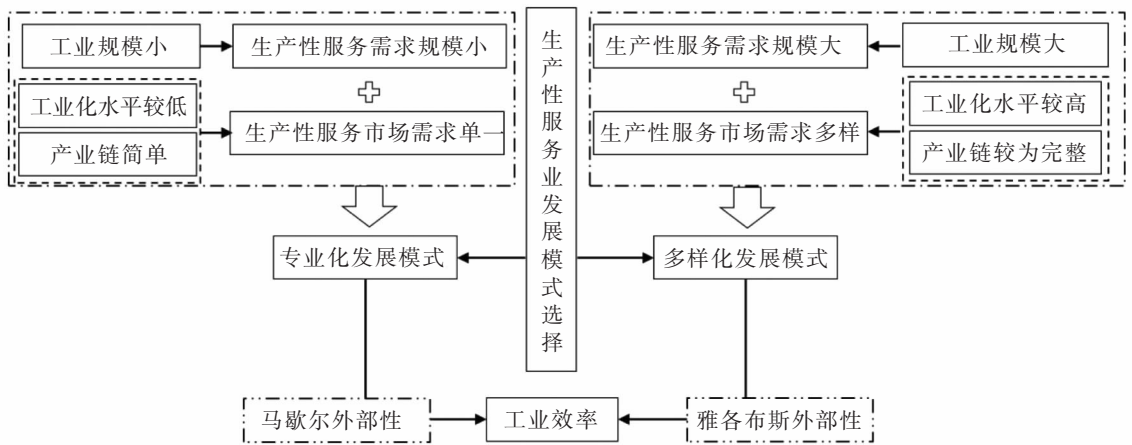 工业规模小
生产性服务需求规模小
工业化水平较低
产业链简单
生产性服务市场需求单一
专业化发展模式
生产性服务业发展模式选择
生产性服务需求规模大
工业规模大
生产性服务市场需求多样
工业化水平较高
产业链较为完整
多样化发展模式
马歇尔外部性
工业效率
雅各布斯外部性